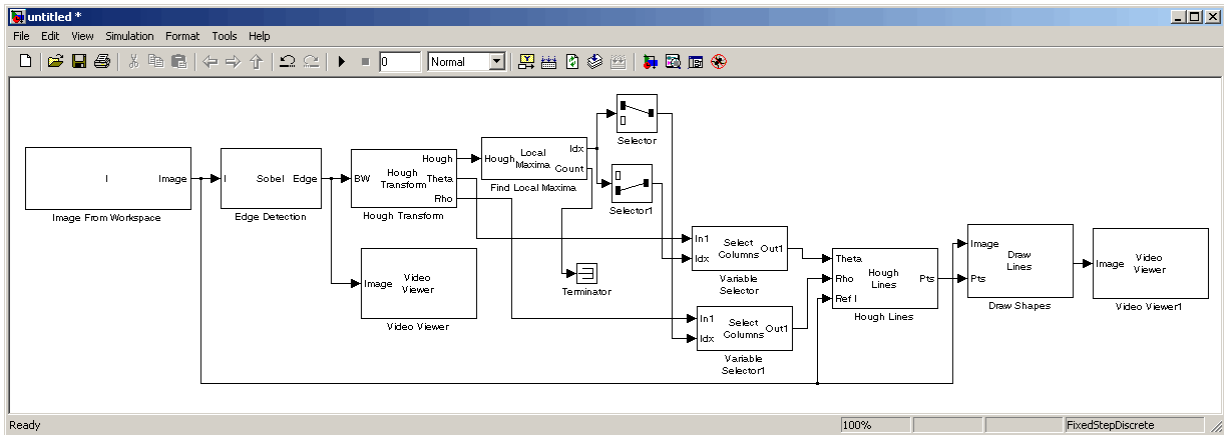 untitled *
File Edit View Simulation Format Tools Help
0 Normal
I Image
Image From Workspace
I Sobel Edge
Edge Detection
BW Hough Transform Hough Theta Rho
Hough Transform
Image Video Viewer
Video Viewer
Hough Local Maxima Idx Count
Find Local Maxima
Selector
Selector1
Terminator
In1 Idx Select Columns Out1
Variable Selector
In1 Idx Select Columns Out1
Variable Selector1
Theta Rho Ref I Hough Lines Pts
Hough Lines
Image Pts Draw Lines
Draw Shapes
Image Video Viewer
Video Viewer1
Ready 100% FixedStepDiscrete